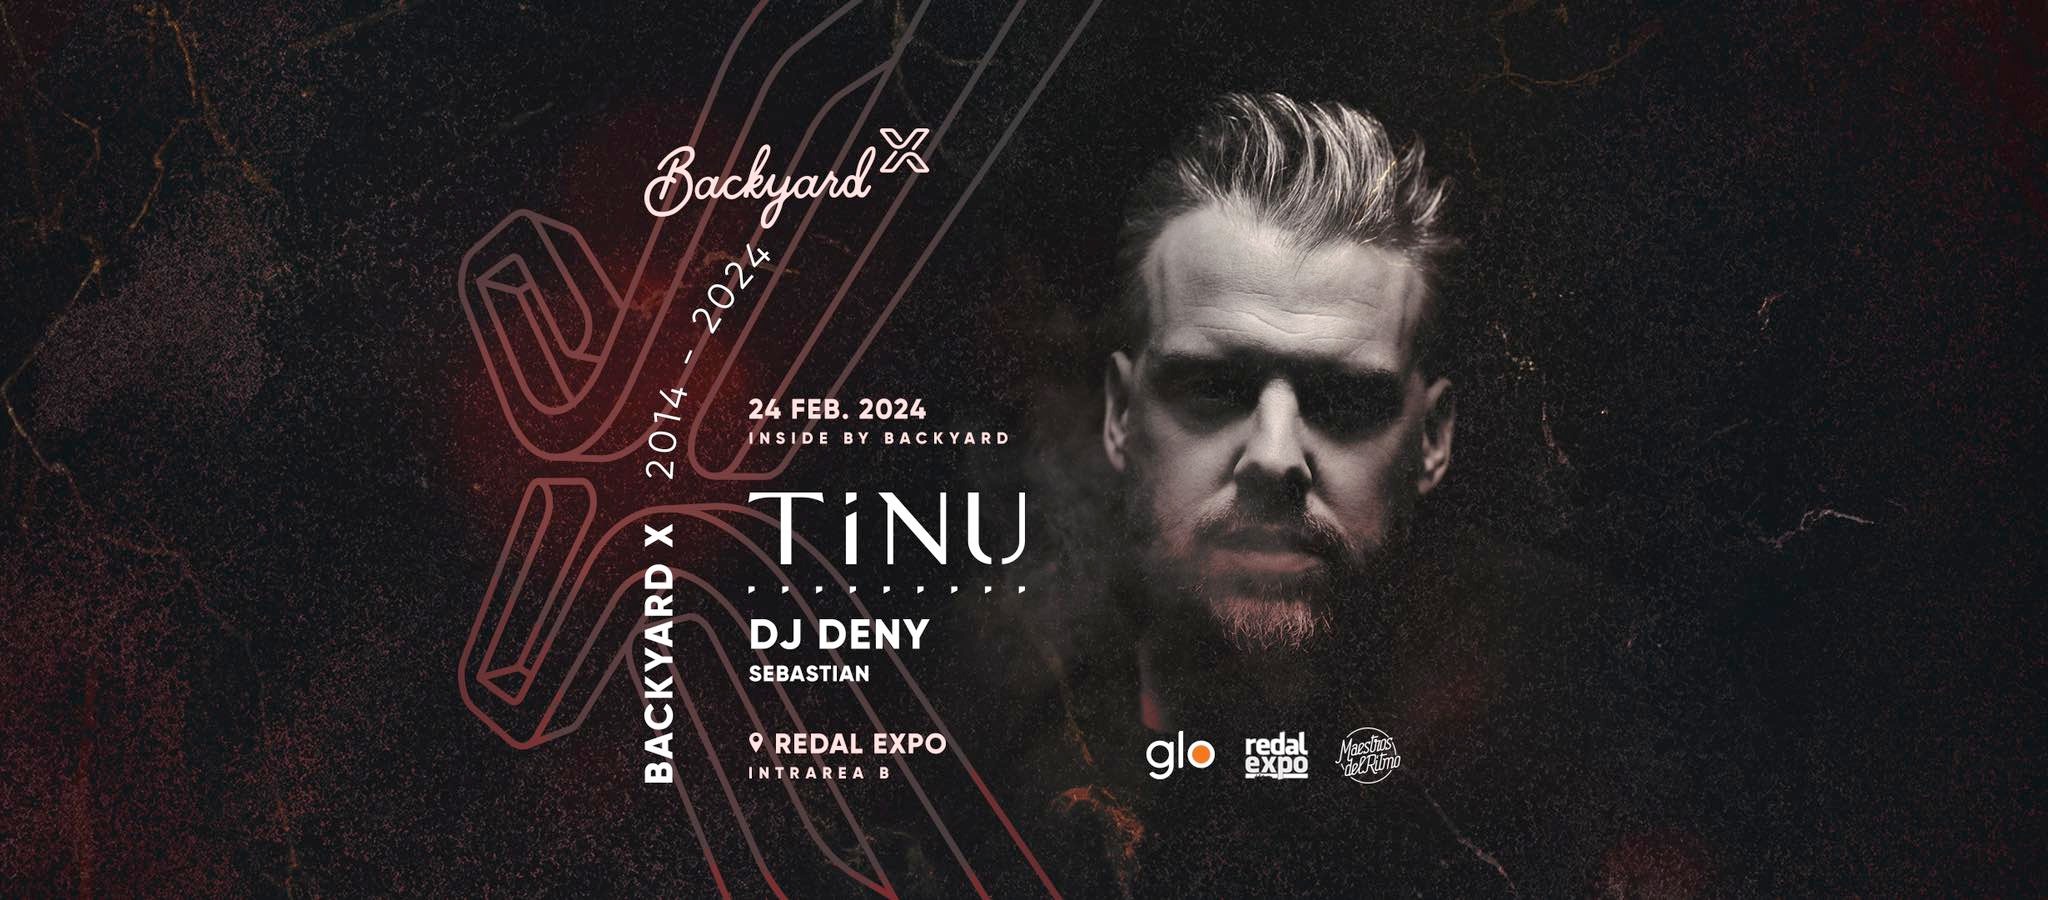 Backyard X
BACKYARD X 2014 - 2024
24 FEB. 2024
INSIDE BY BACKYARD
TiNU
DJ DENY
SEBASTIAN
REDAL EXPO
INTRAREA B
glo
redal
expo
Maestros
del Ritmo